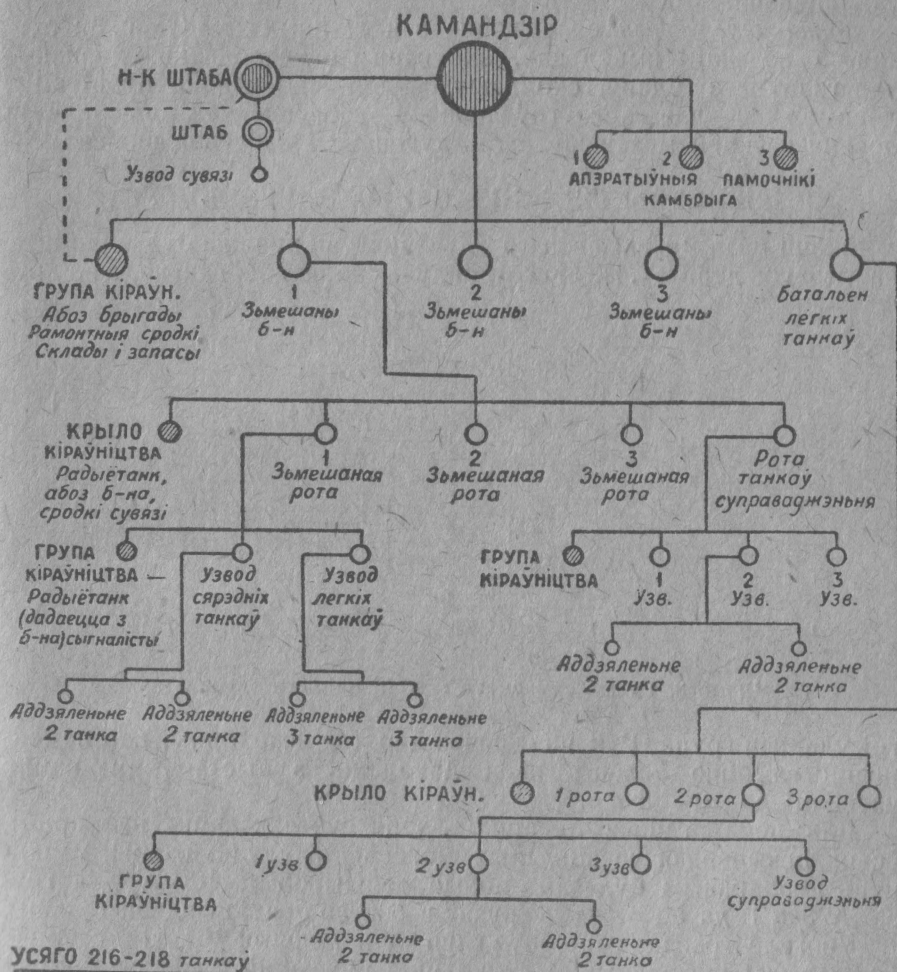 КАМАНДЗІР
Н-К ШТАБА
ШТАБ
Узвод сувязі
1 2 3
АПЭРАТЫЎНЫЯ ПАМОЧНІКІ
КАМБРЫГА
ГРУПА КІРАЎН.
Абоз брыгады
Рамонтныя сродкі
Склады і запасы
1
Зьмешаны
б-н
2
Зьмешаны
б-н
3
Зьмешаны
б-н
Батальен
легкіх
танкаў
КРЫЛО
КІРАЎНІЦТВА
Радыётанк,
абоз б-на,
сродкі сувязі
1
Зьмешаная
рота
2
Зьмешаная
рота
3
Зьмешаная
рота
Рота
танкаў
суправаджэньня
ГРУПА
КІРАЎНІЦТВА —
Радыётанк
(дадаецца з
б-на) сыгналісты
Узвод
сярэдніх
танкаў
Узвод
легкіх
танкаў
ГРУПА
КІРАЎНІЦТВА
1
Узв.
2
Узв.
3
Узв.
Аддзяленьне
2 танка
Аддзяленьне
2 танка
Аддзяленьне
2 танка
Аддзяленьне
2 танка
Аддзяленьне
3 танка
Аддзяленьне
3 танка
КРЫЛО КІРАЎН.
1 рота
2 рота
3 рота
ГРУПА
КІРАЎНІЦТВА
1 узв
2 узв
3 узв
Узвод
суправаджэньня
Аддзяленьне
2 танка
Аддзяленьне
2 танка
УСЯГО 216-218 танкаў